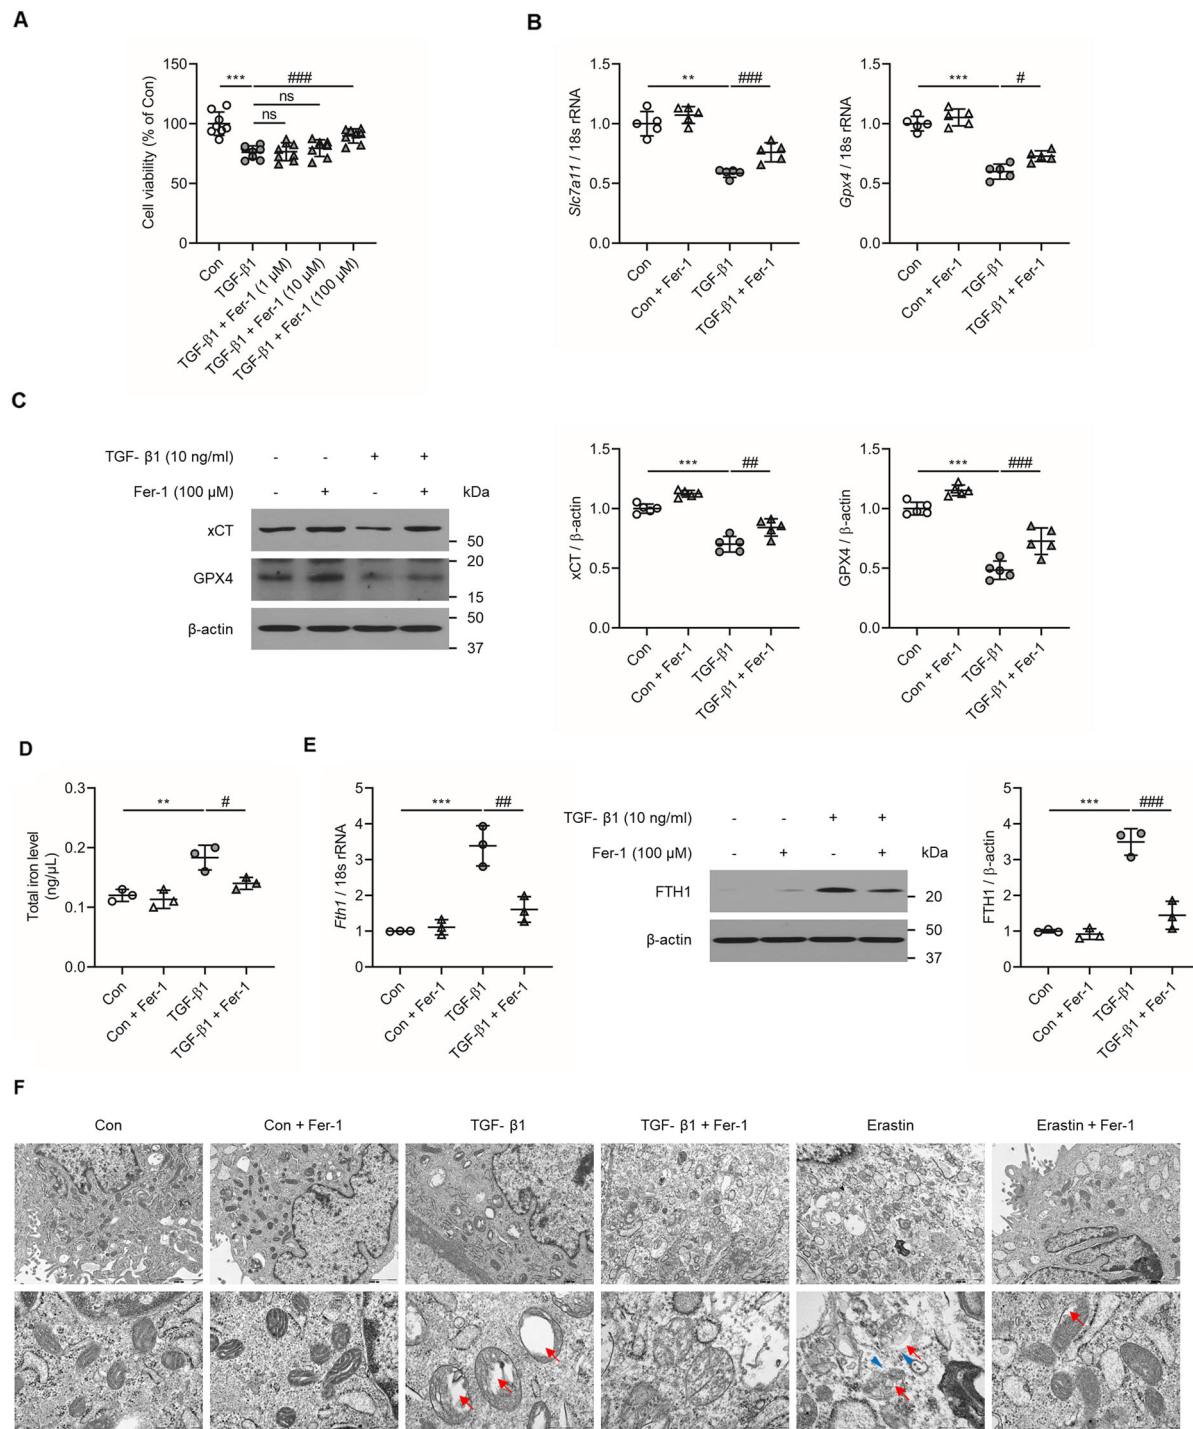 A
Cell viability (% of Con)
150
100
50
0
***
###
ns
ns
Con
TGF-β1
TGF-β1 + Fer-1 (1 µM)
TGF-β1 + Fer-1 (10 µM)
TGF-β1 + Fer-1 (100 µM)
B
Slc7a11 / 18s rRNA
1.5
1.0
0.5
0.0
**
###
Con
Con + Fer-1
TGF-β1
TGF-β1 + Fer-1
Gpx4 / 18s rRNA
1.5
1.0
0.5
0.0
***
#
Con
Con + Fer-1
TGF-β1
TGF-β1 + Fer-1
C
TGF- β1 (10 ng/ml) - - + +
Fer-1 (100 µM) - + - + kDa
xCT
50
20
GPX4
15
50
β-actin
37
xCT / β-actin
1.5
1.0
0.5
0.0
***
##
Con
Con + Fer-1
TGF-β1
TGF-β1 + Fer-1
GPX4 / β-actin
1.5
1.0
0.5
0.0
***
###
Con
Con + Fer-1
TGF-β1
TGF-β1 + Fer-1
D
Total iron level
(ng/µL)
0.3
0.2
0.1
0.0
**
#
Con
Con + Fer-1
TGF-β1
TGF-β1 + Fer-1
E
Fth1 / 18s rRNA
5
4
3
2
1
0
***
##
Con
Con + Fer-1
TGF-β1
TGF-β1 + Fer-1
TGF- β1 (10 ng/ml) - - + +
Fer-1 (100 µM) - + - + kDa
FTH1
20
50
β-actin
37
FTH1 / β-actin
5
4
3
2
1
0
***
###
Con
Con + Fer-1
TGF-β1
TGF-β1 + Fer-1
F
Con
Con + Fer-1
TGF- β1
TGF- β1 + Fer-1
Erastin
Erastin + Fer-1